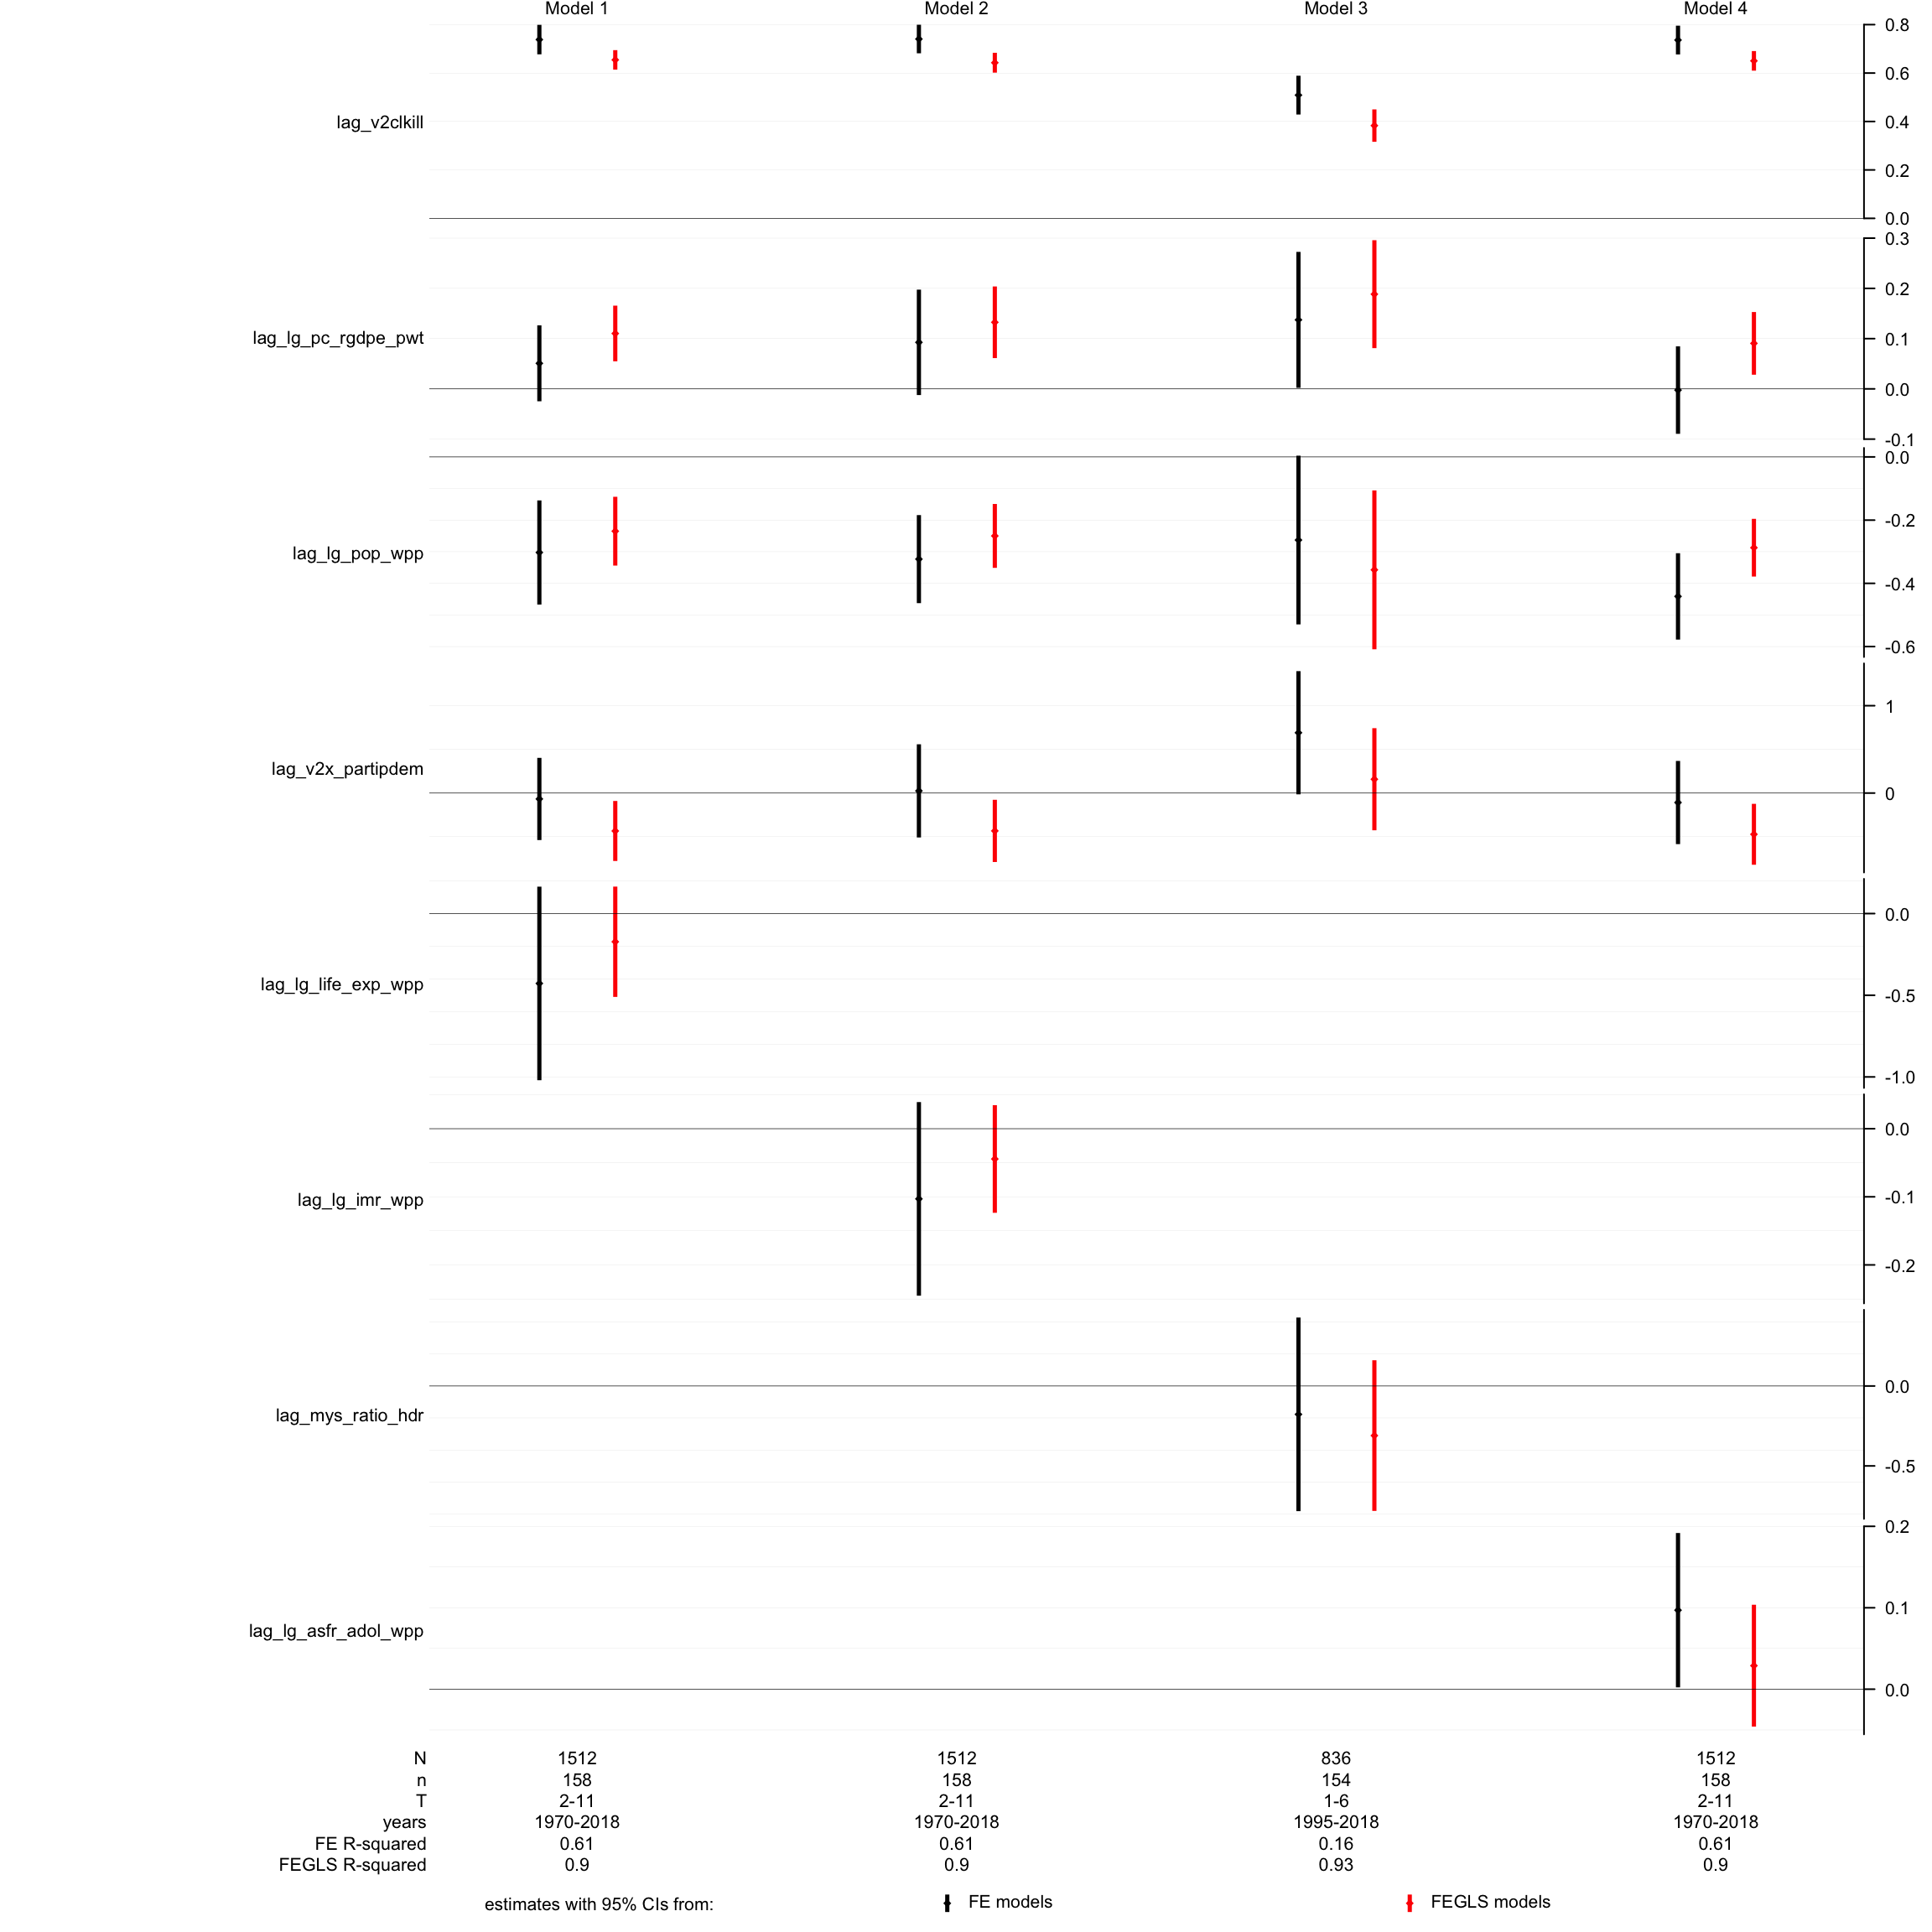 Model 1 Model 2 Model 3 Model 4
0.8
0.6
lag_v2clkill 0.4
0.2
0.0
0.3
0.2
lag_lg_pc_rgdpe_pwt 0.1
0.0
-0.1
0.0
-0.2
lag_lg_pop_wpp
-0.4
-0.6
1
lag_v2x_partipdem
0
0.0
lag_lg_life_exp_wpp
-0.5
-1.0
0.0
lag_lg_imr_wpp -0.1
-0.2
0.0
lag_mys_ratio_hdr
-0.5
0.2
0.1
lag_lg_asfr_adol_wpp
0.0
N 1512 1512 836 1512
n 158 158 154 158
T 2-11 2-11 1-6 2-11
years 1970-2018 1970-2018 1995-2018 1970-2018
FE R-squared 0.61 0.61 0.16 0.61
FEGLS R-squared 0.9 0.9 0.93 0.9
estimates with 95% CIs from: FE models FEGLS models